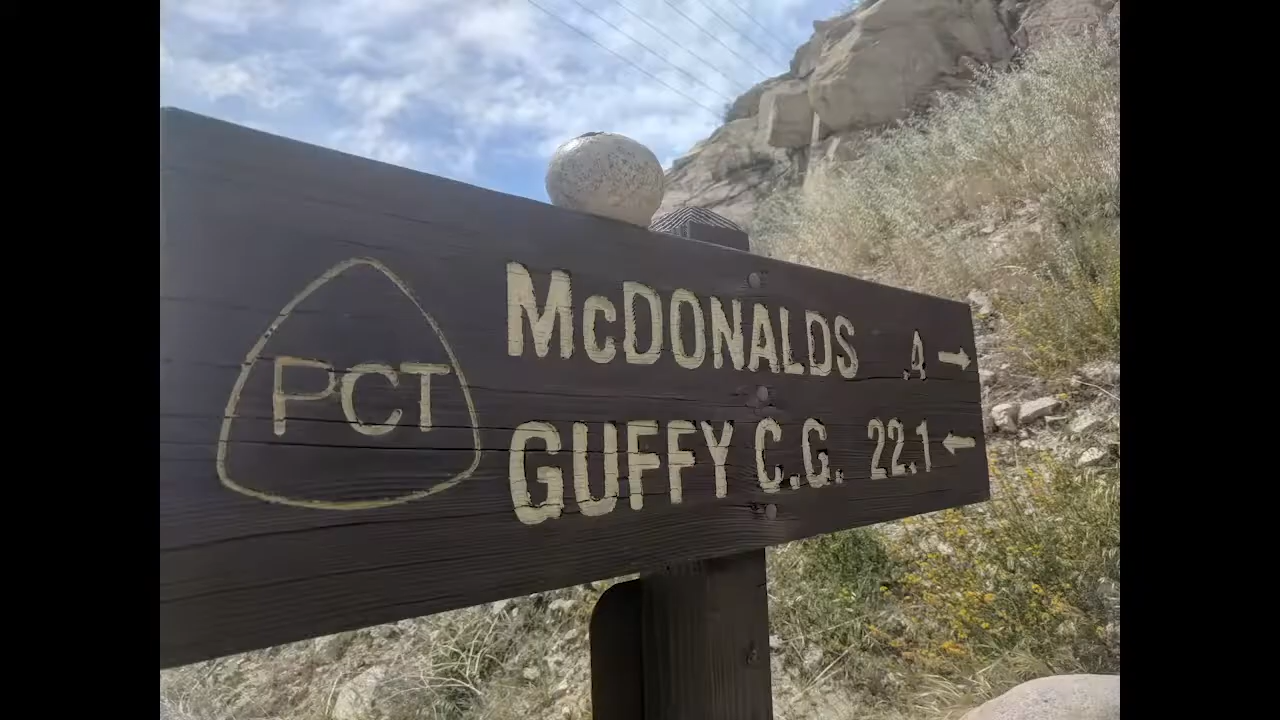 PCT
McDONALDS .4 →
GUFFY C.G. 22.1 ←